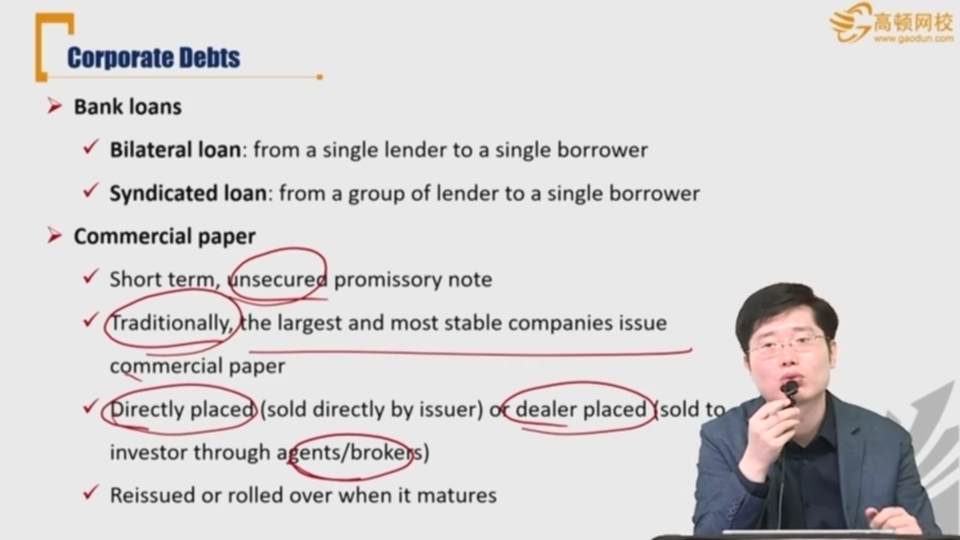 高顿网校
www.gaodun.com
Corporate Debts
Bank loans
Bilateral loan: from a single lender to a single borrower
Syndicated loan: from a group of lender to a single borrower
Commercial paper
Short term, unsecured promissory note
Traditionally, the largest and most stable companies issue
commercial paper
Directly placed (sold directly by issuer) or dealer placed (sold to
investor through agents/brokers)
Reissued or rolled over when it matures